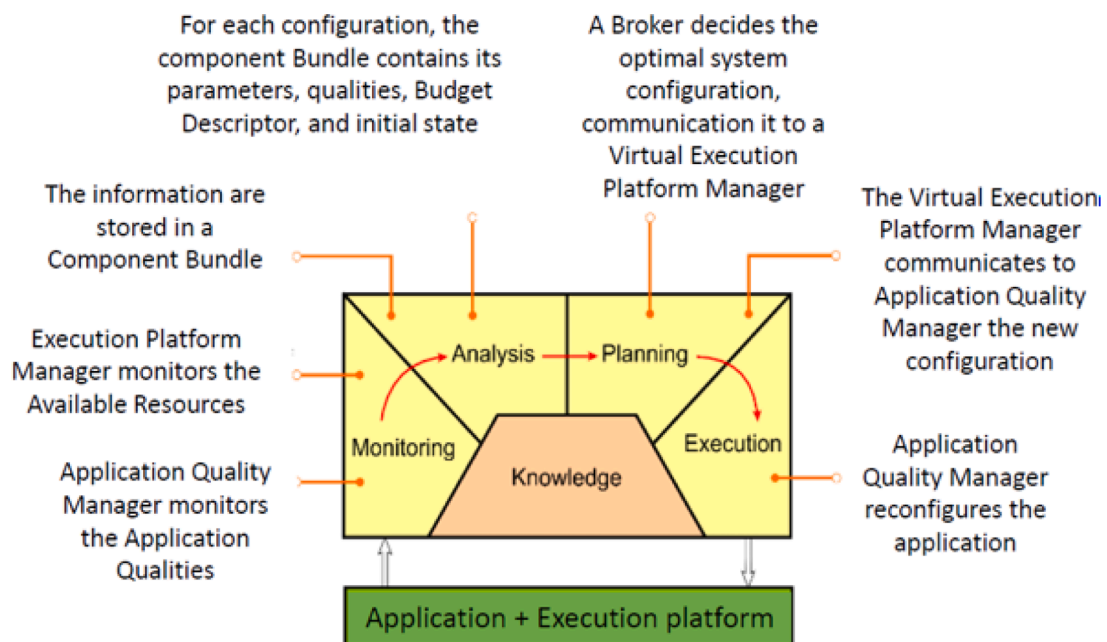 For each configuration, the
component Bundle contains its
parameters, qualities, Budget
Descriptor, and initial state
A Broker decides the
optimal system
configuration,
communication it to a
Virtual Execution
Platform Manager
The information are
stored in a
Component Bundle
The Virtual Execution
Platform Manager
communicates to
Application Quality
Manager the new
configuration
Execution Platform
Manager monitors the
Available Resources
Analysis
Planning
Monitoring
Execution
Knowledge
Application Quality
Manager monitors
the Application
Qualities
Application
Quality Manager
reconfigures the
application
Application + Execution platform